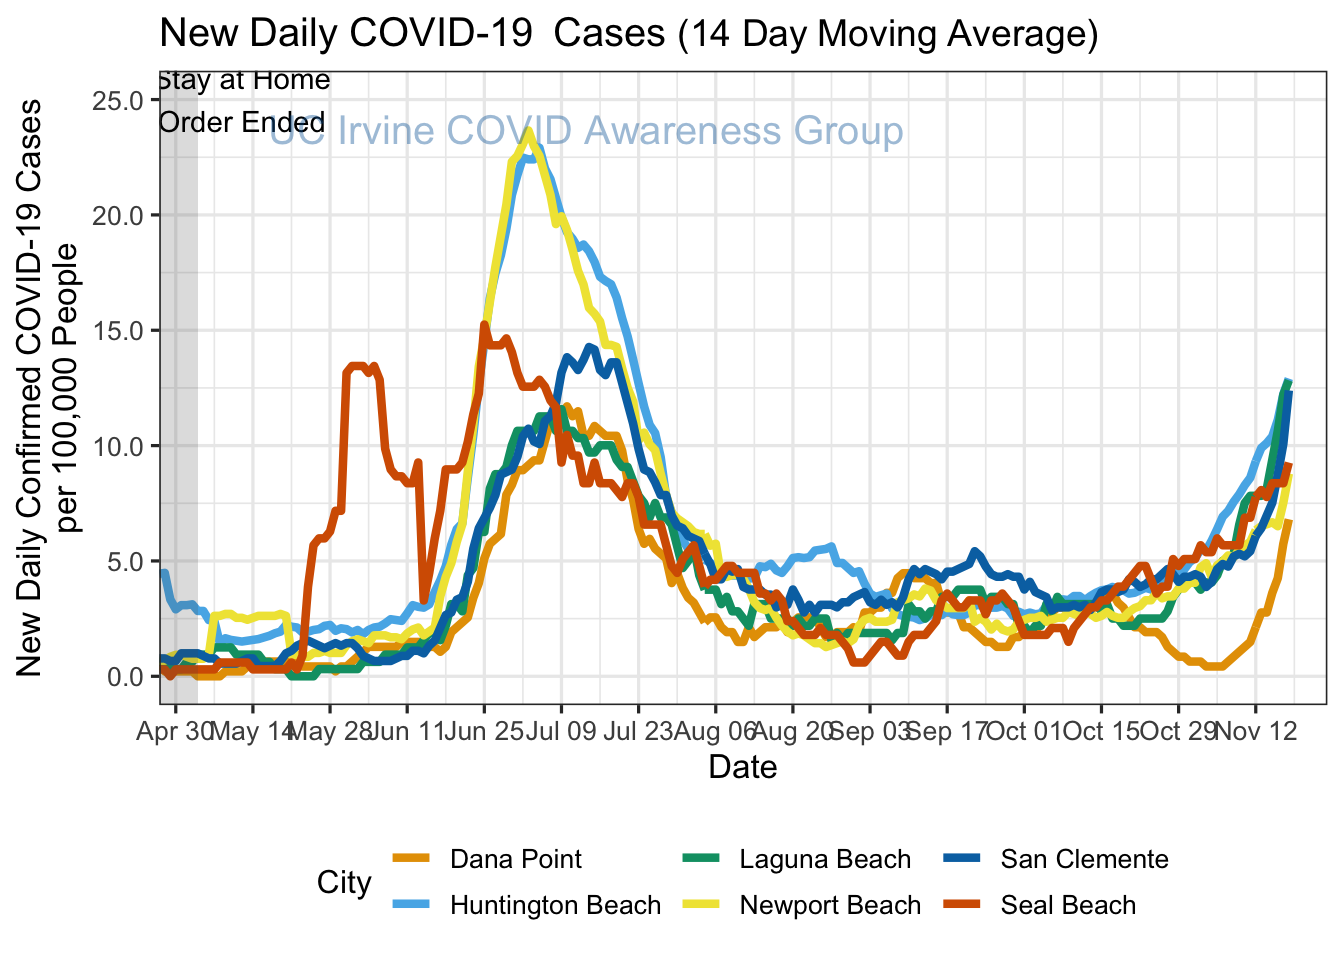 New Daily COVID-19  Cases (14 Day Moving Average)
Stay at Home
Order Ended
UC Irvine COVID Awareness Group
New Daily Confirmed COVID-19 Cases
per 100,000 People
25.0
20.0
15.0
10.0
5.0
0.0
Apr 30 May 14 May 28 Jun 11 Jun 25 Jul 09 Jul 23 Aug 06 Aug 20 Sep 03 Sep 17 Oct 01 Oct 15 Oct 29 Nov 12
Date
City
Dana Point Laguna Beach San Clemente
Huntington Beach Newport Beach Seal Beach